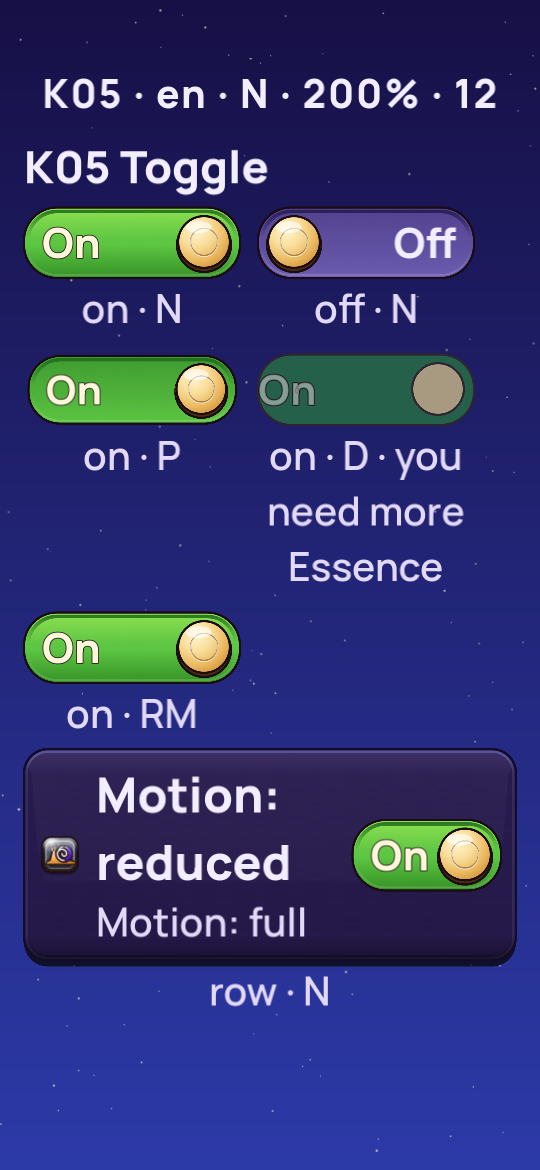 K05 · en · N · 200% · 12
K05 Toggle
On
Off
on · N
off · N
On
On
on · P
on · D · you
need more
Essence
On
on · RM
Motion:
reduced
On
Motion: full
row · N